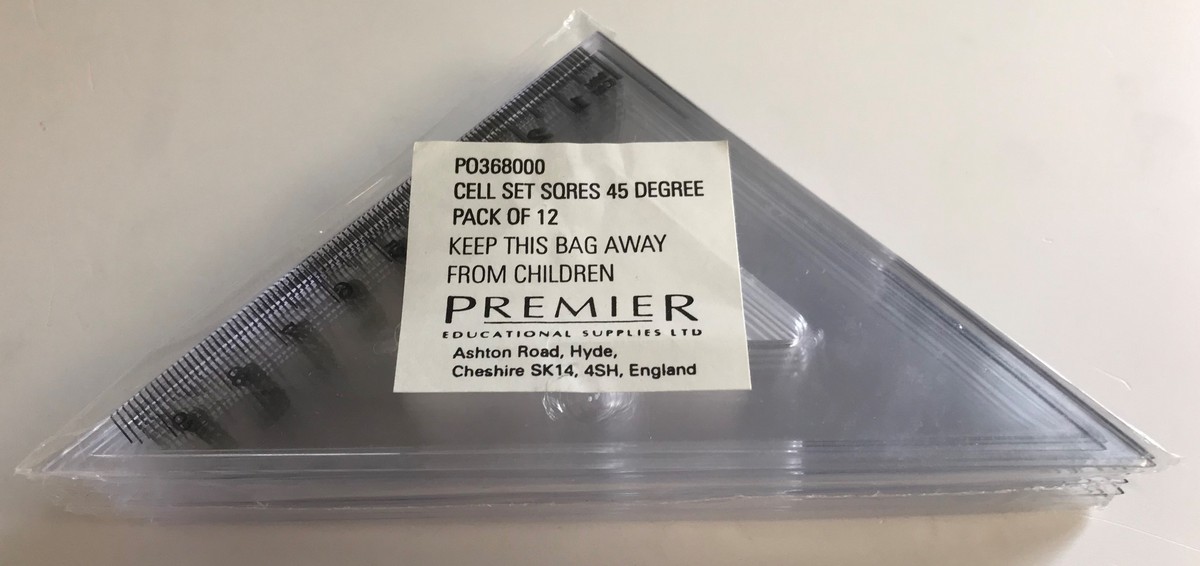 PO368000
CELL SET SQRES 45 DEGREE
PACK OF 12
KEEP THIS BAG AWAY
FROM CHILDREN
PREMIER
EDUCATIONAL SUPPLIES LTD
Ashton Road, Hyde,
Cheshire SK14, 4SH, England